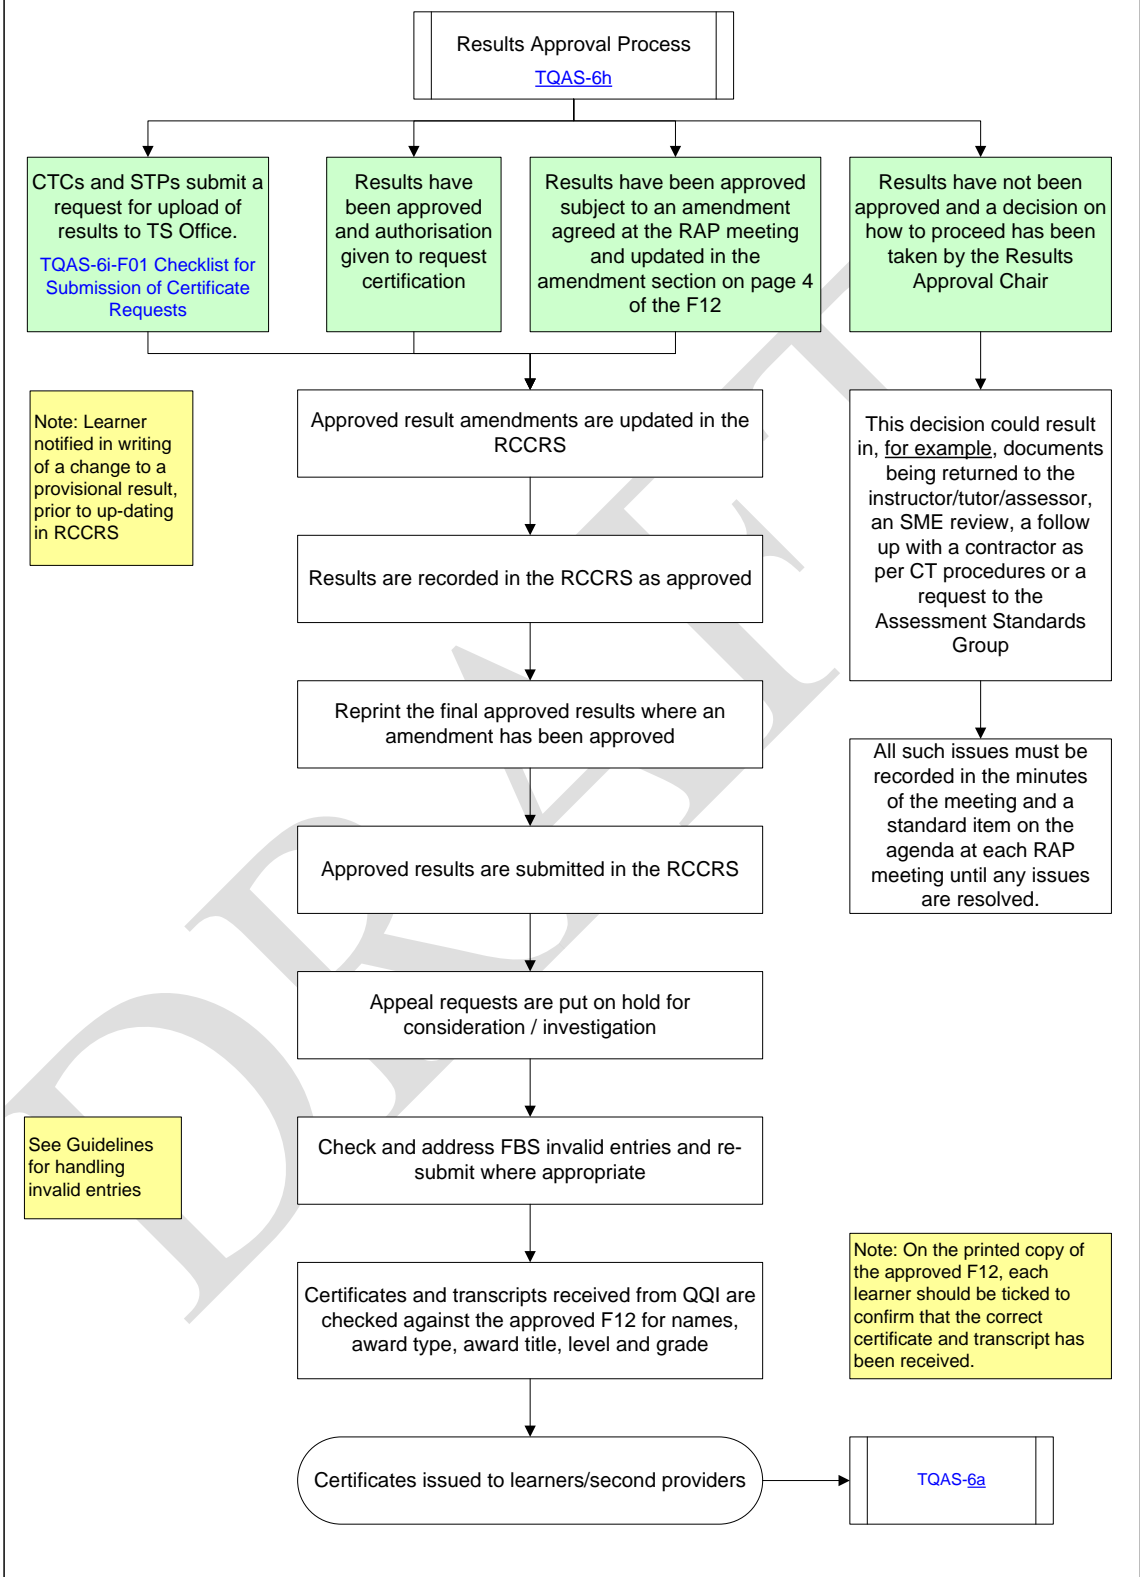 Results Approval Process
TQAS-6h
CTCs and STPs submit a
request for upload of
results to TS Office.
TQAS-6i-F01 Checklist for
Submission of Certificate
Requests
Results have
been approved
and authorisation
given to request
certification
Results have been approved
subject to an amendment
agreed at the RAP meeting
and updated in the
amendment section on page 4
of the F12
Results have not been
approved and a decision on
how to proceed has been
taken by the Results
Approval Chair
Note: Learner
notified in writing
of a change to a
provisional result,
prior to up-dating
in RCCRS
Approved result amendments are updated in the
RCCRS
This decision could result
in, for example, documents
being returned to the
instructor/tutor/assessor,
an SME review, a follow
up with a contractor as
per CT procedures or a
request to the
Assessment Standards
Group
Results are recorded in the RCCRS as approved
Reprint the final approved results where an
amendment has been approved
All such issues must be
recorded in the minutes
of the meeting and a
standard item on the
agenda at each RAP
meeting until any issues
are resolved.
Approved results are submitted in the RCCRS
Appeal requests are put on hold for
consideration / investigation
See Guidelines
for handling
invalid entries
Check and address FBS invalid entries and re-
submit where appropriate
Certificates and transcripts received from QQI are
checked against the approved F12 for names,
award type, award title, level and grade
Note: On the printed copy of
the approved F12, each
learner should be ticked to
confirm that the correct
certificate and transcript has
been received.
Certificates issued to learners/second providers
TQAS-6a
DRAFT